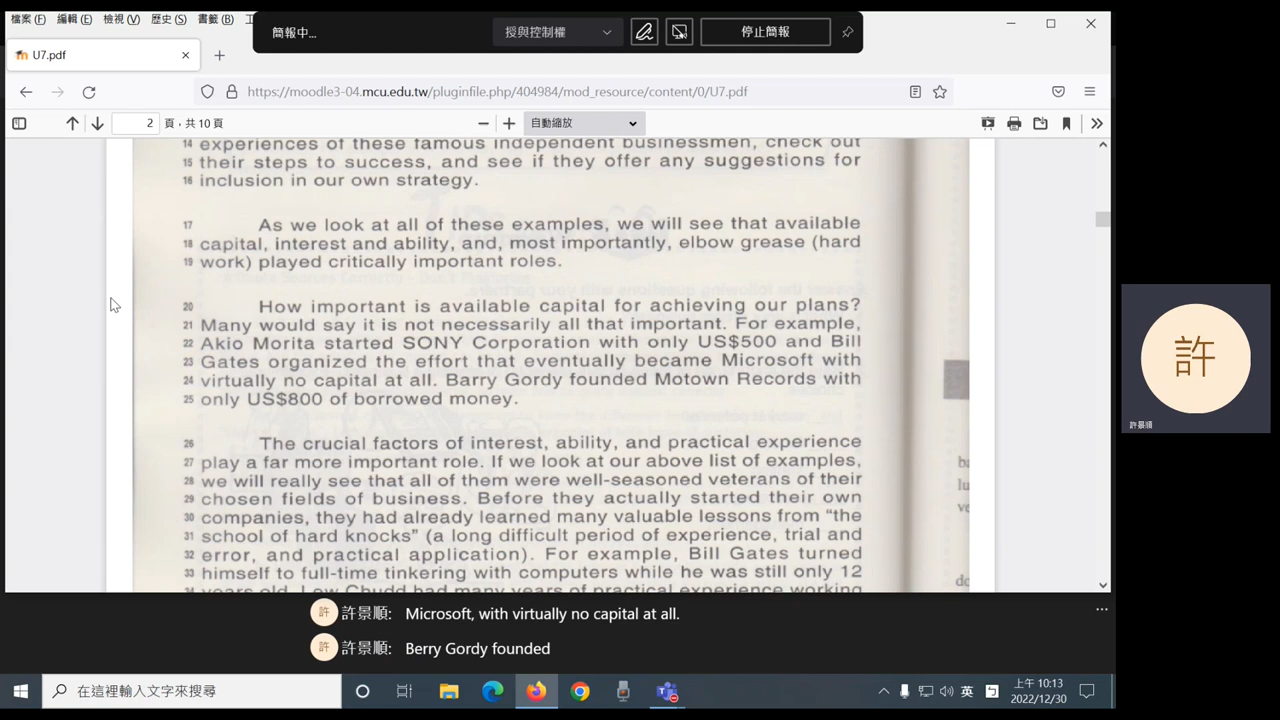 檔案 (F) 編輯 (E) 檢視 (V) 歷史 (S) 書籤 (B)
簡報中...
授與控制權
停止簡報
U7.pdf
https://moodle3-04.mcu.edu.tw/pluginfile.php/404984/mod_resource/content/0/U7.pdf
2 頁，共 10 頁
自動縮放
14 experiences of these famous independent businessmen, check out
15 their steps to success, and see if they offer any suggestions for
16 inclusion in our own strategy.
17 As we look at all of these examples, we will see that available
18 capital, interest and ability, and, most importantly, elbow grease (hard
19 work) played critically important roles.
20 How important is available capital for achieving our plans?
21 Many would say it is not necessarily all that important. For example,
22 Akio Morita started SONY Corporation with only US$500 and Bill
23 Gates organized the effort that eventually became Microsoft with
24 virtually no capital at all. Barry Gordy founded Motown Records with
25 only US$800 of borrowed money.
26 The crucial factors of interest, ability, and practical experience
27 play a far more important role. If we look at our above list of examples,
28 we will really see that all of them were well-seasoned veterans of their
29 chosen fields of business. Before they actually started their own
30 companies, they had already learned many valuable lessons from “the
31 school of hard knocks” (a long difficult period of experience, trial and
32 error, and practical application). For example, Bill Gates turned
33 himself to full-time tinkering with computers while he was still only 12
years old. Lew Chudd had many years of practical experience working
許
許景順
許 許景順: Microsoft, with virtually no capital at all.
許 許景順: Berry Gordy founded
在這裡輸入文字來搜尋
英
上午 10:13
2022/12/30